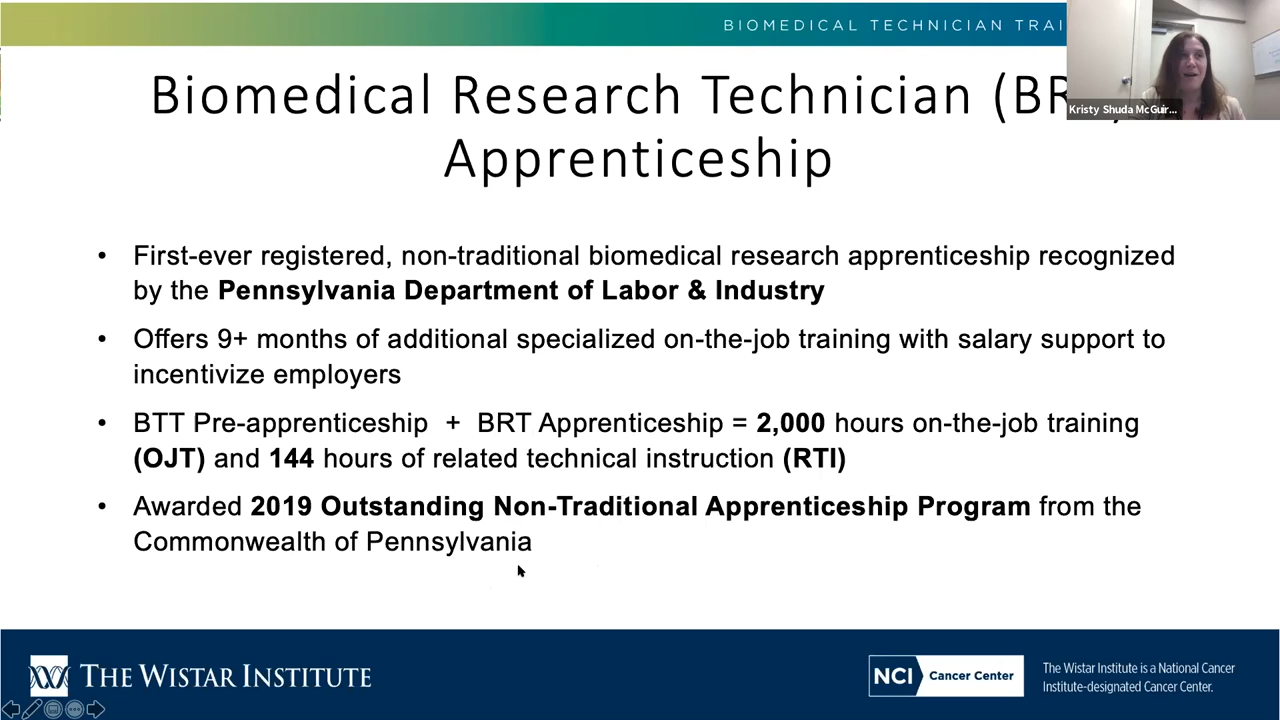 BIOMEDICAL TECHNICIAN
Kristy Shuda McGuir...
Biomedical Research Technician
Apprenticeship
• First-ever registered, non-traditional biomedical research apprenticeship recognized
by the Pennsylvania Department of Labor & Industry
• Offers 9+ months of additional specialized on-the-job training with salary support to
incentivize employers
• BTT Pre-apprenticeship + BRT Apprenticeship = 2,000 hours on-the-job training
(OJT) and 144 hours of related technical instruction (RTI)
• Awarded 2019 Outstanding Non-Traditional Apprenticeship Program from the
Commonwealth of Pennsylvania
THE WISTAR INSTITUTE
NCI Cancer Center
The Wistar Institute is a National Cancer
Institute-designated Cancer Center.